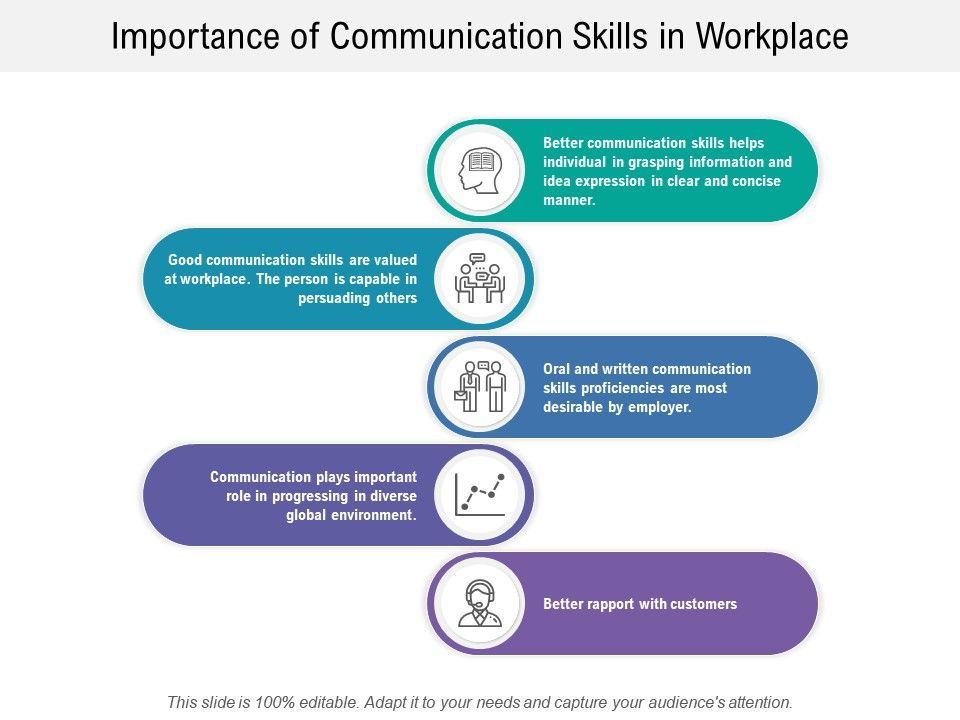 Importance of Communication Skills in Workplace
Better communication skills helps
individual in grasping information and
idea expression in clear and concise
manner.
Good communication skills are valued
at workplace. The person is capable in
persuading others
Oral and written communication
skills proficiencies are most
desirable by employer.
Communication plays important
role in progressing in diverse
global environment.
Better rapport with customers
This slide is 100% editable. Adapt it to your needs and capture your audience's attention.